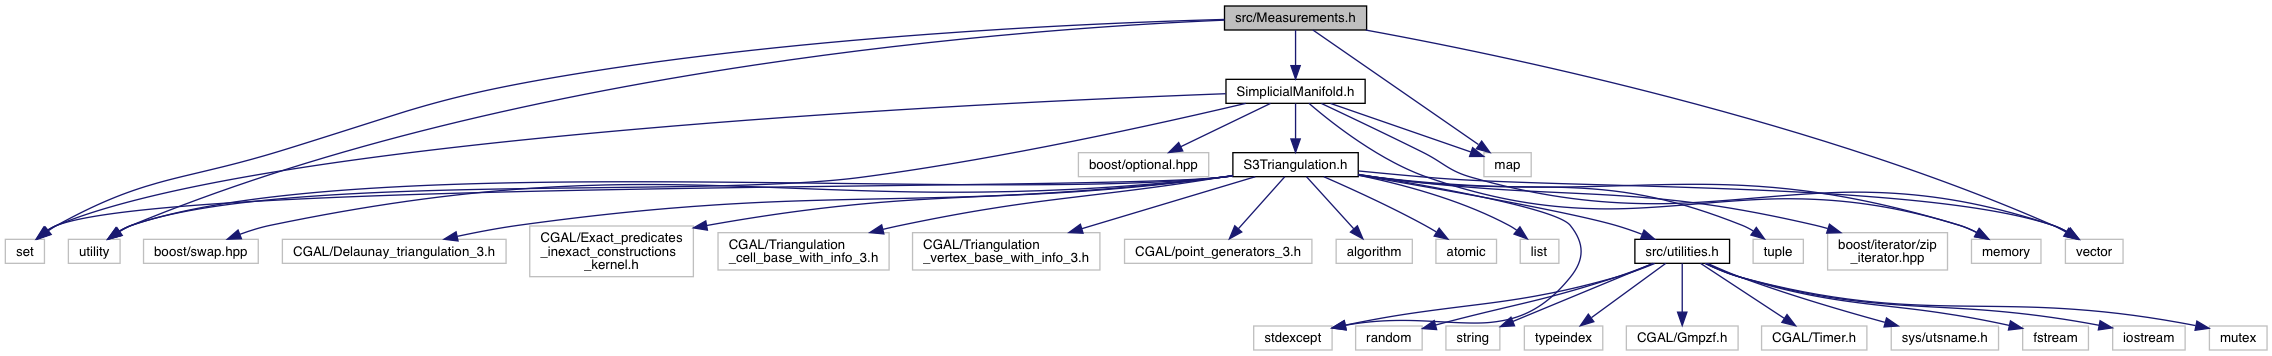 src/Measurements.h
SimplicialManifold.h
boost/optional.hpp
S3Triangulation.h
map
set
utility
boost/swap.hpp
CGAL/Delaunay_triangulation_3.h
CGAL/Exact_predicates
_inexact_constructions
_kernel.h
CGAL/Triangulation
_cell_base_with_info_3.h
CGAL/Triangulation
_vertex_base_with_info_3.h
CGAL/point_generators_3.h
algorithm
atomic
list
src/utilities.h
tuple
boost/iterator/zip
_iterator.hpp
memory
vector
stdexcept
random
string
typeindex
CGAL/Gmpzf.h
CGAL/Timer.h
sys/utsname.h
fstream
iostream
mutex